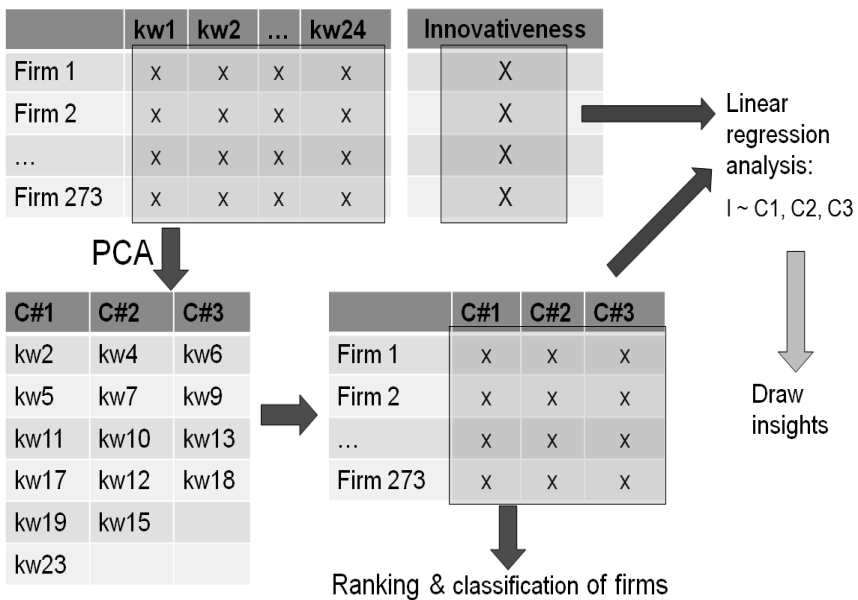 kw1 kw2 ... kw24
Firm 1 x x x x
Firm 2 x x x x
... x x x x
Firm 273 x x x x
Innovativeness
X
X
X
X
Linear
regression
analysis:
I ~ C1, C2, C3
Draw
insights
PCA
C#1 C#2 C#3
kw2 kw4 kw6
kw5 kw7 kw9
kw11 kw10 kw13
kw17 kw12 kw18
kw19 kw15
kw23
C#1 C#2 C#3
Firm 1 x x x
Firm 2 x x x
... x x x
Firm 273 x x x
Ranking & classification of firms